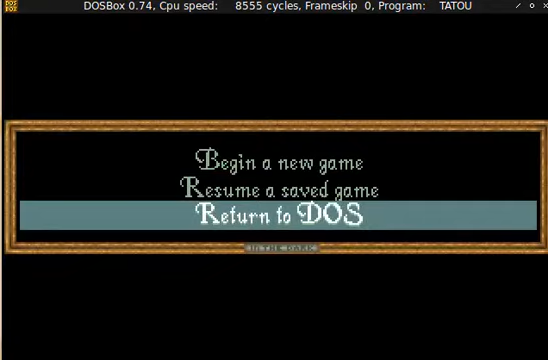 DOSBox 0.74, Cpu speed: 8555 cycles, Frameskip 0, Program: TATOU
Begin a new game
Resume a saved game
Return to DOS
IN THE DARK